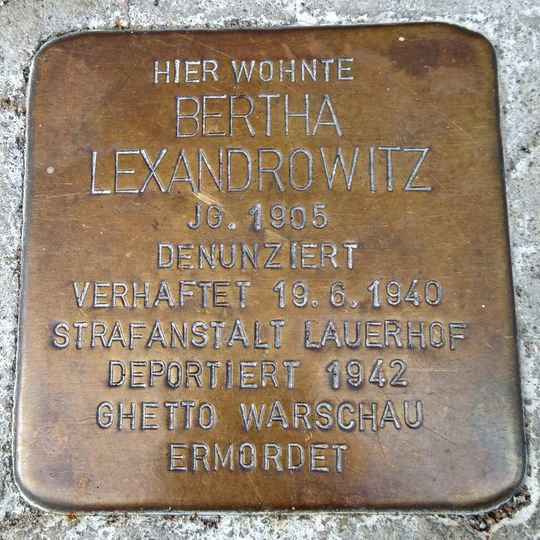 HIER WOHNTE
BERTHA
LEXANDROWITZ
JG. 1905
DENUNZIERT
VERHAFTET 19.6.1940
STRAFANSTALT LAUERHOF
DEPORTIERT 1942
GHETTO WARSCHAU
ERMORDET